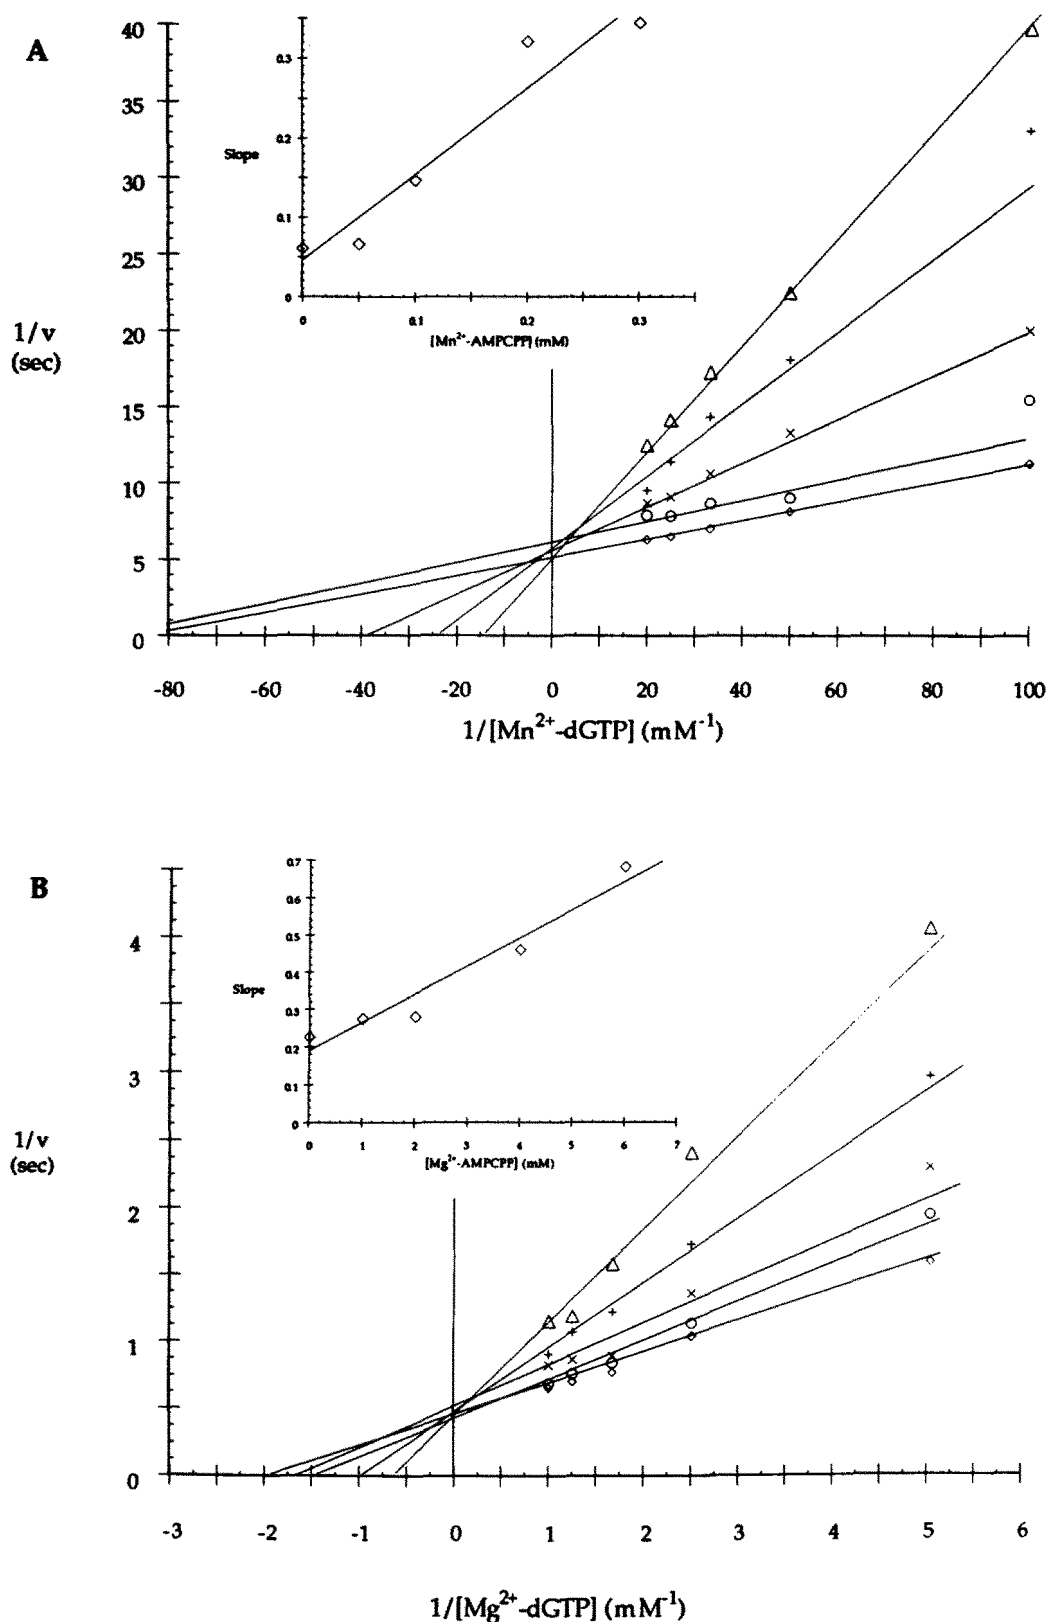 A
40
35
30
25
20
15
10
5
0
1/v
(sec)
-80 -60 -40 -20 0 20 40 60 80 100
1/[Mn2+-dGTP] (mM-1)
0.3
0.2
0.1
0
Slope
0 0.1 0.2 0.3
[Mn2+-AMPCPP] (mM)
B
4
3
2
1
0
1/v
(sec)
-3 -2 -1 0 1 2 3 4 5 6
1/[Mg2+-dGTP] (mM-1)
0.7
0.6
0.5
0.4
0.3
0.2
0.1
0
Slope
0 1 2 3 4 5 6 7
[Mg2+-AMPCPP] (mM)